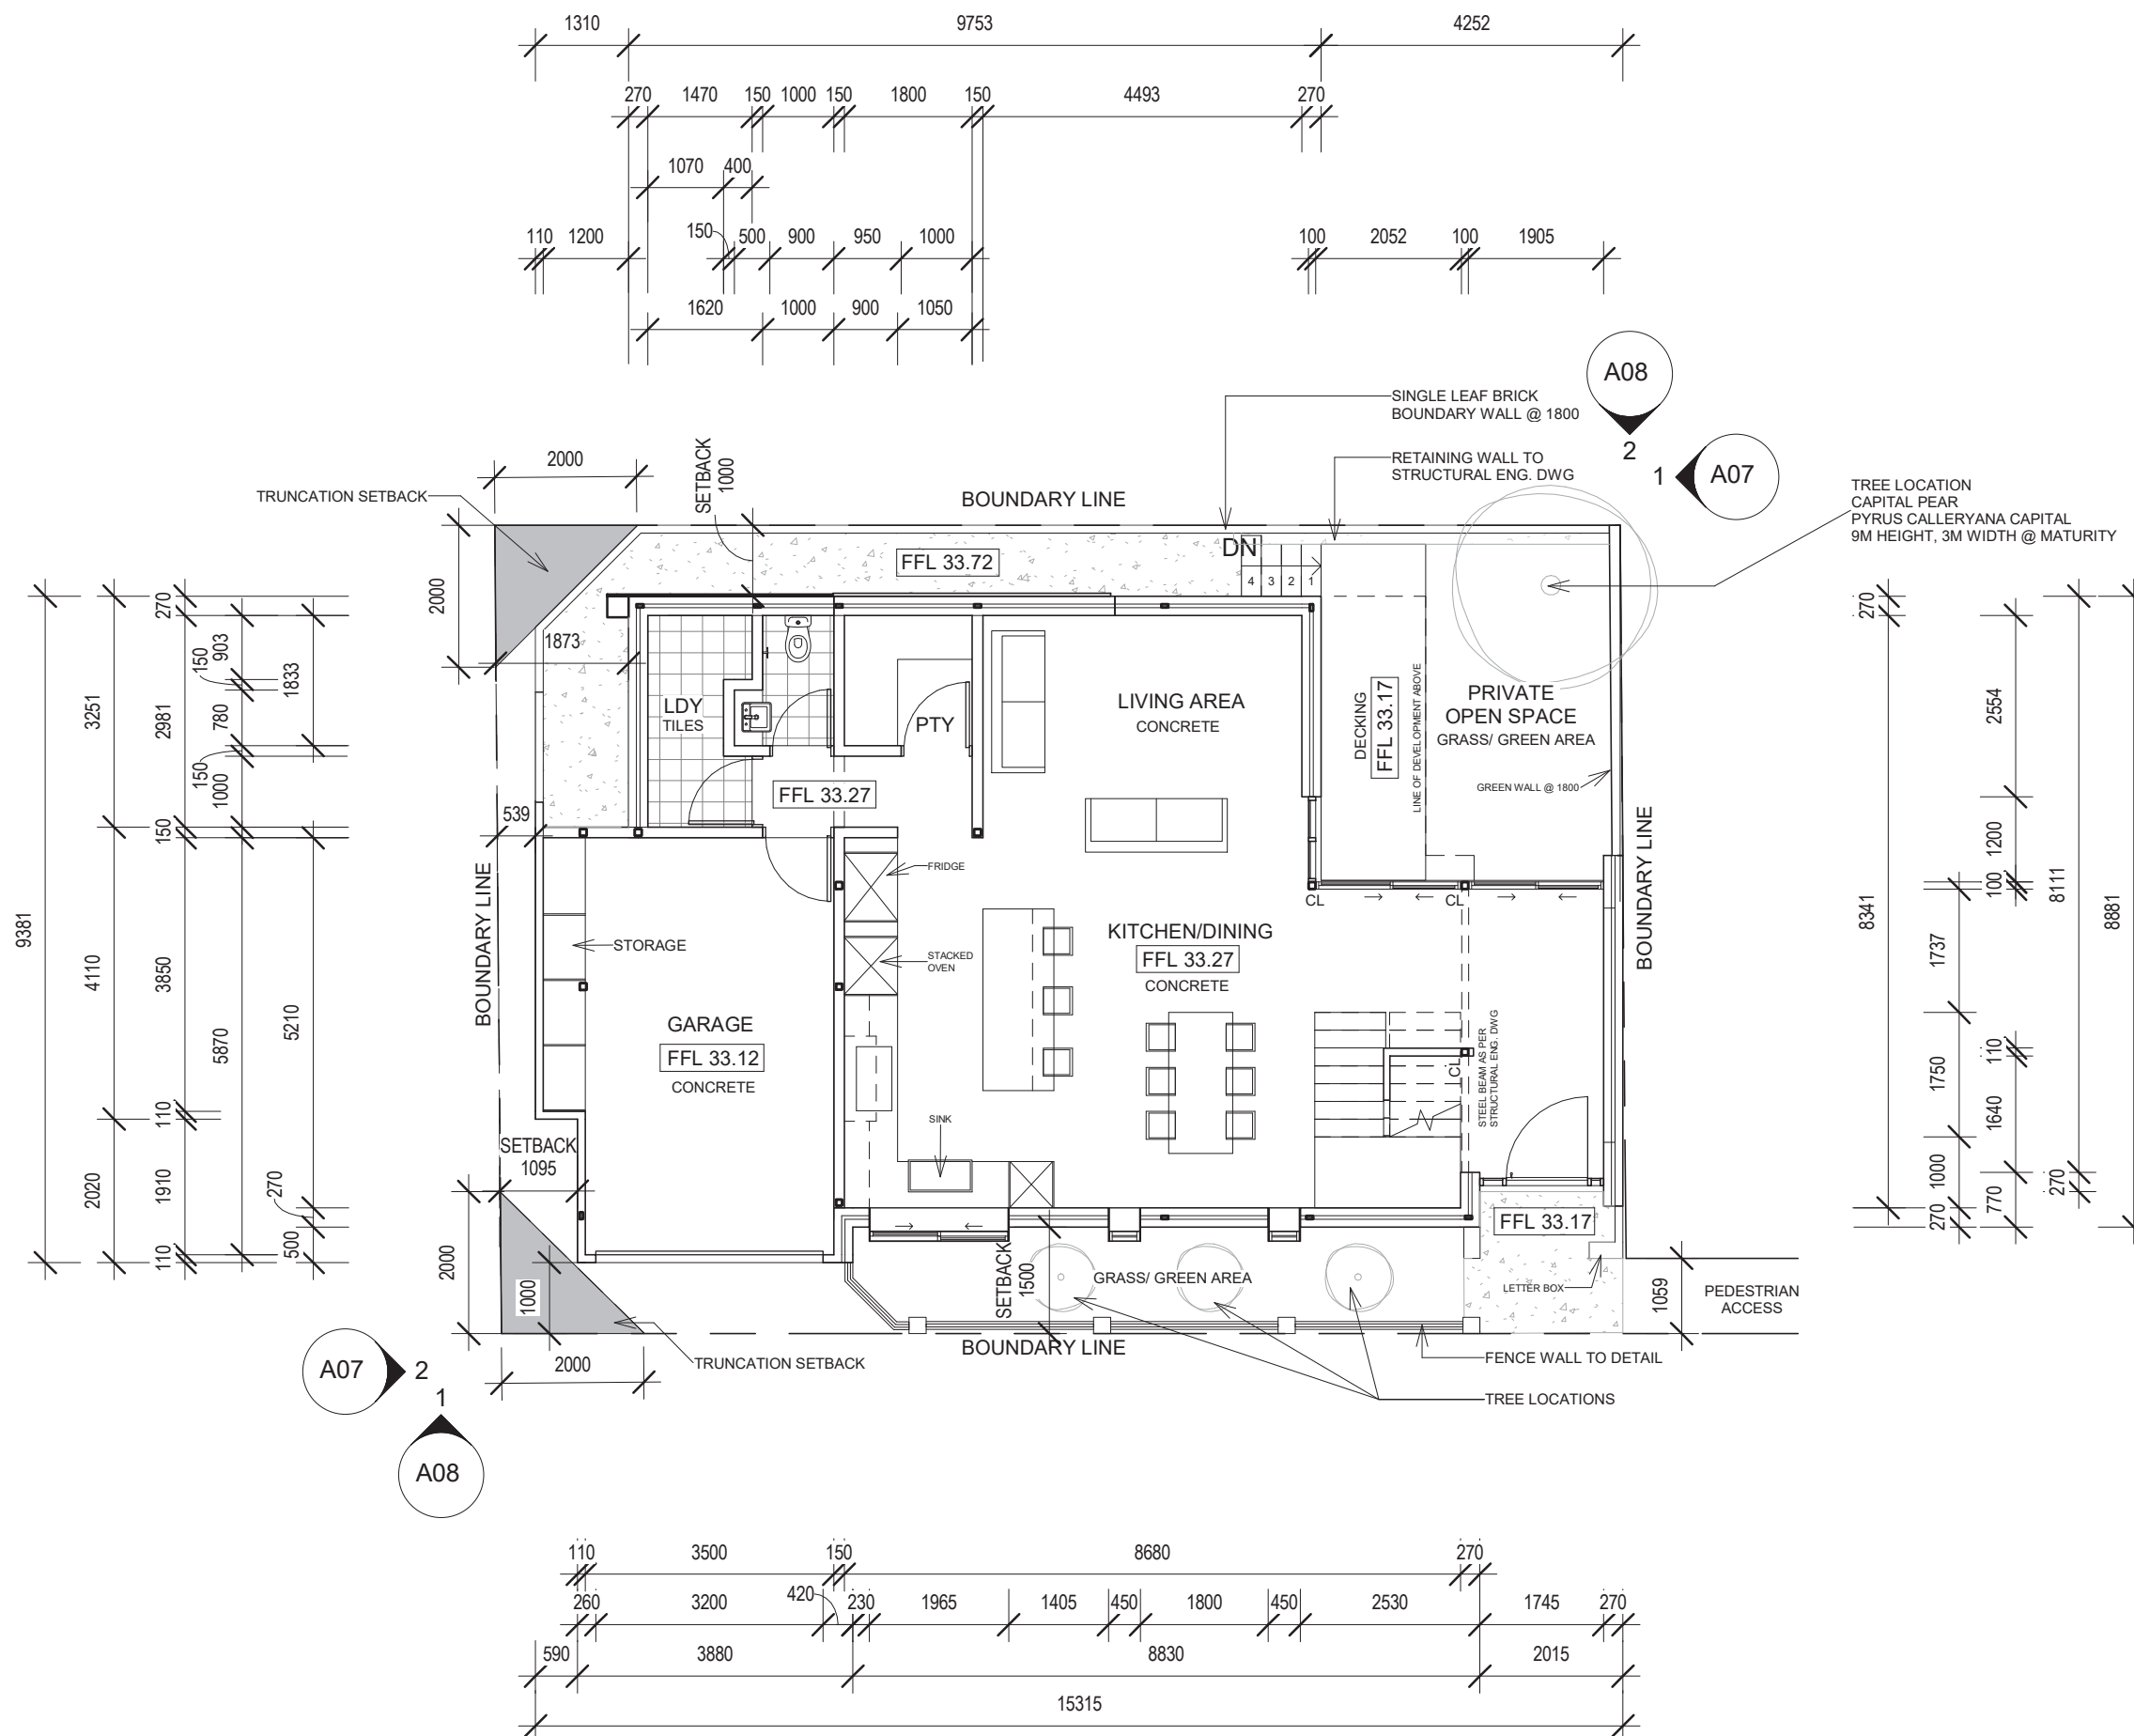 1310 9753 4252
270 1470 150 1000 150 1800 150 4493 270
1070 400
110 1200 150 500 900 950 1000 100 2052 100 1905
1620 1000 900 1050
A08
2
1 A07
SINGLE LEAF BRICK
BOUNDARY WALL @ 1800
RETAINING WALL TO
STRUCTURAL ENG. DWG
TREE LOCATION
CAPITAL PEAR
PYRUS CALLERYANA CAPITAL
9M HEIGHT, 3M WIDTH @ MATURITY
2000
TRUNCATION SETBACK
SETBACK
1000
BOUNDARY LINE
2000
FFL 33.72
DN
4 3 2 1
1873
LDY
TILES
PTY
LIVING AREA
CONCRETE
DECKING
FFL 33.17
LINE OF DEVELOPMENT ABOVE
PRIVATE
OPEN SPACE
GRASS/ GREEN AREA
GREEN WALL @ 1800
FFL 33.27
539
BOUNDARY LINE
BOUNDARY LINE
FRIDGE
STORAGE
STACKED
OVEN
KITCHEN/DINING
FFL 33.27
CONCRETE
CL
CL
GARAGE
FFL 33.12
CONCRETE
CL
STEEL BEAM AS PER
STRUCTURAL ENG. DWG
SINK
SETBACK
1095
FFL 33.17
LETTER BOX
2000
1000
SETBACK
1500
GRASS/ GREEN AREA
1059
PEDESTRIAN
ACCESS
BOUNDARY LINE
2000
TRUNCATION SETBACK
FENCE WALL TO DETAIL
TREE LOCATIONS
A07 2
1
A08
9381
3251 4110 2020
270 2981 150 3850 110 1910 110
150 903 780 150 1000 5870
1833 5210 270 500
270 8341
1737 1750 1000 270
2554 1200 100 110 1640 770
8111 270
8881
110 3500 150 8680 270
260 3200 420 230 1965 1405 450 1800 450 2530 1745 270
590 3880 8830 2015
15315